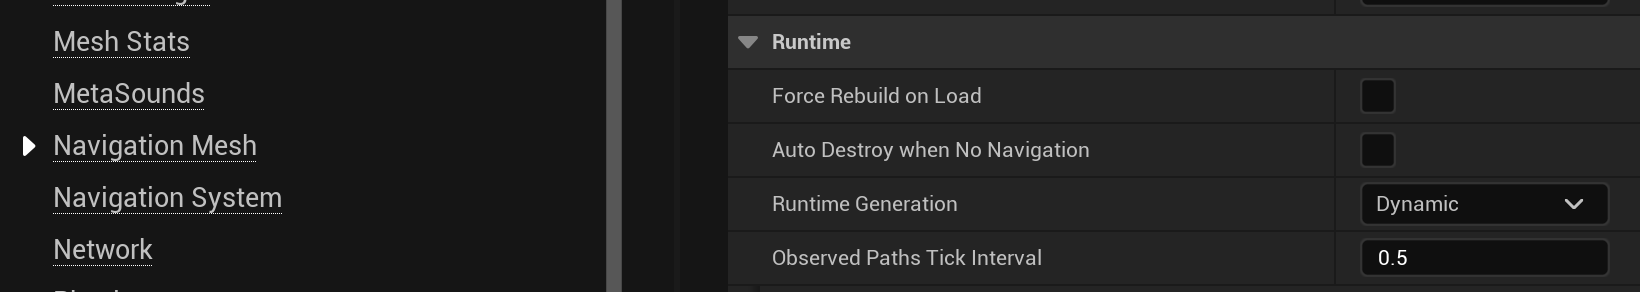 Mesh Stats
MetaSounds
Navigation Mesh
Navigation System
Network
Runtime
Force Rebuild on Load
Auto Destroy when No Navigation
Runtime Generation Dynamic
Observed Paths Tick Interval 0.5